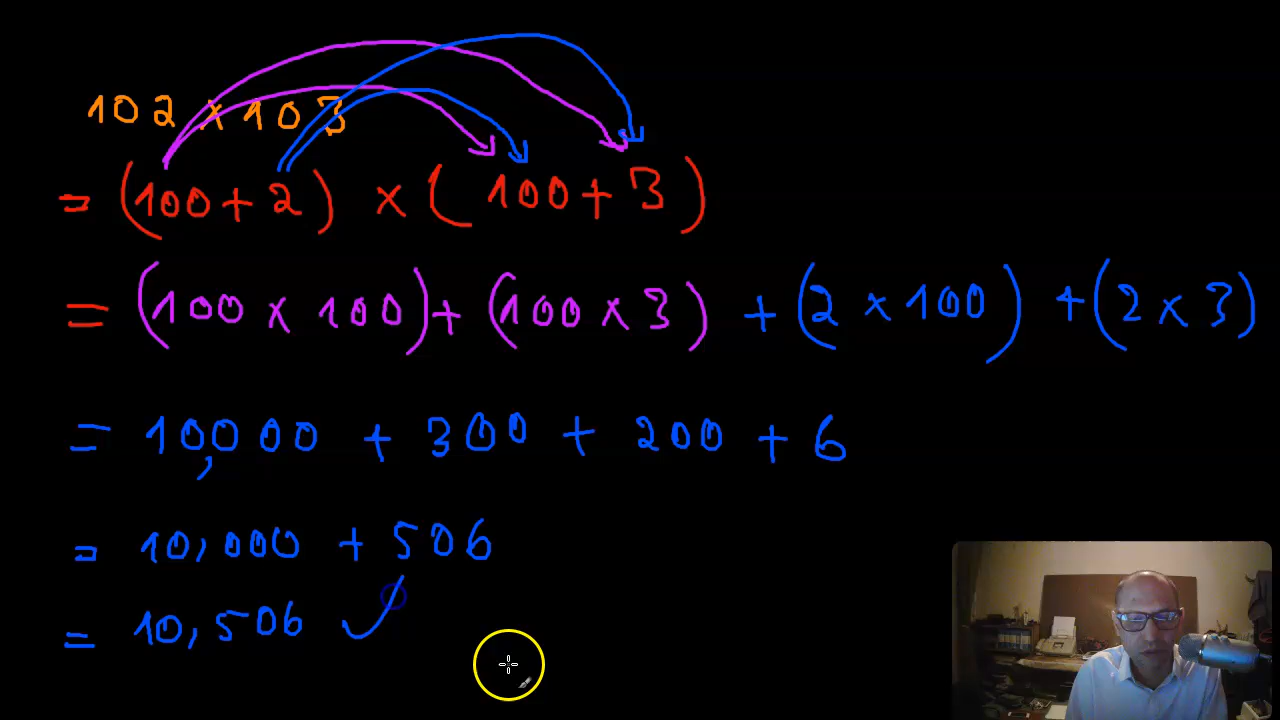 102 × 103
= (100 + 2) × (100 + 3)
= (100 × 100) + (100 × 3) + (2 × 100) + (2 × 3)
= 10,000 + 300 + 200 + 6
= 10,000 + 506
= 10,506 ✓